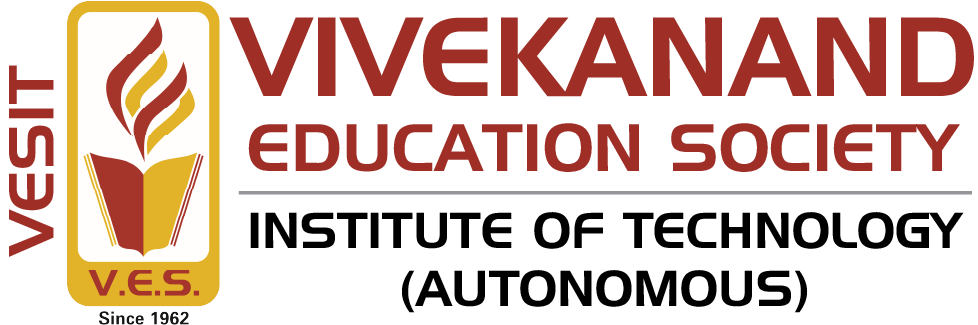 VESIT
V.E.S.
Since 1962
VIVEKANAND
EDUCATION SOCIETY
INSTITUTE OF TECHNOLOGY
(AUTONOMOUS)